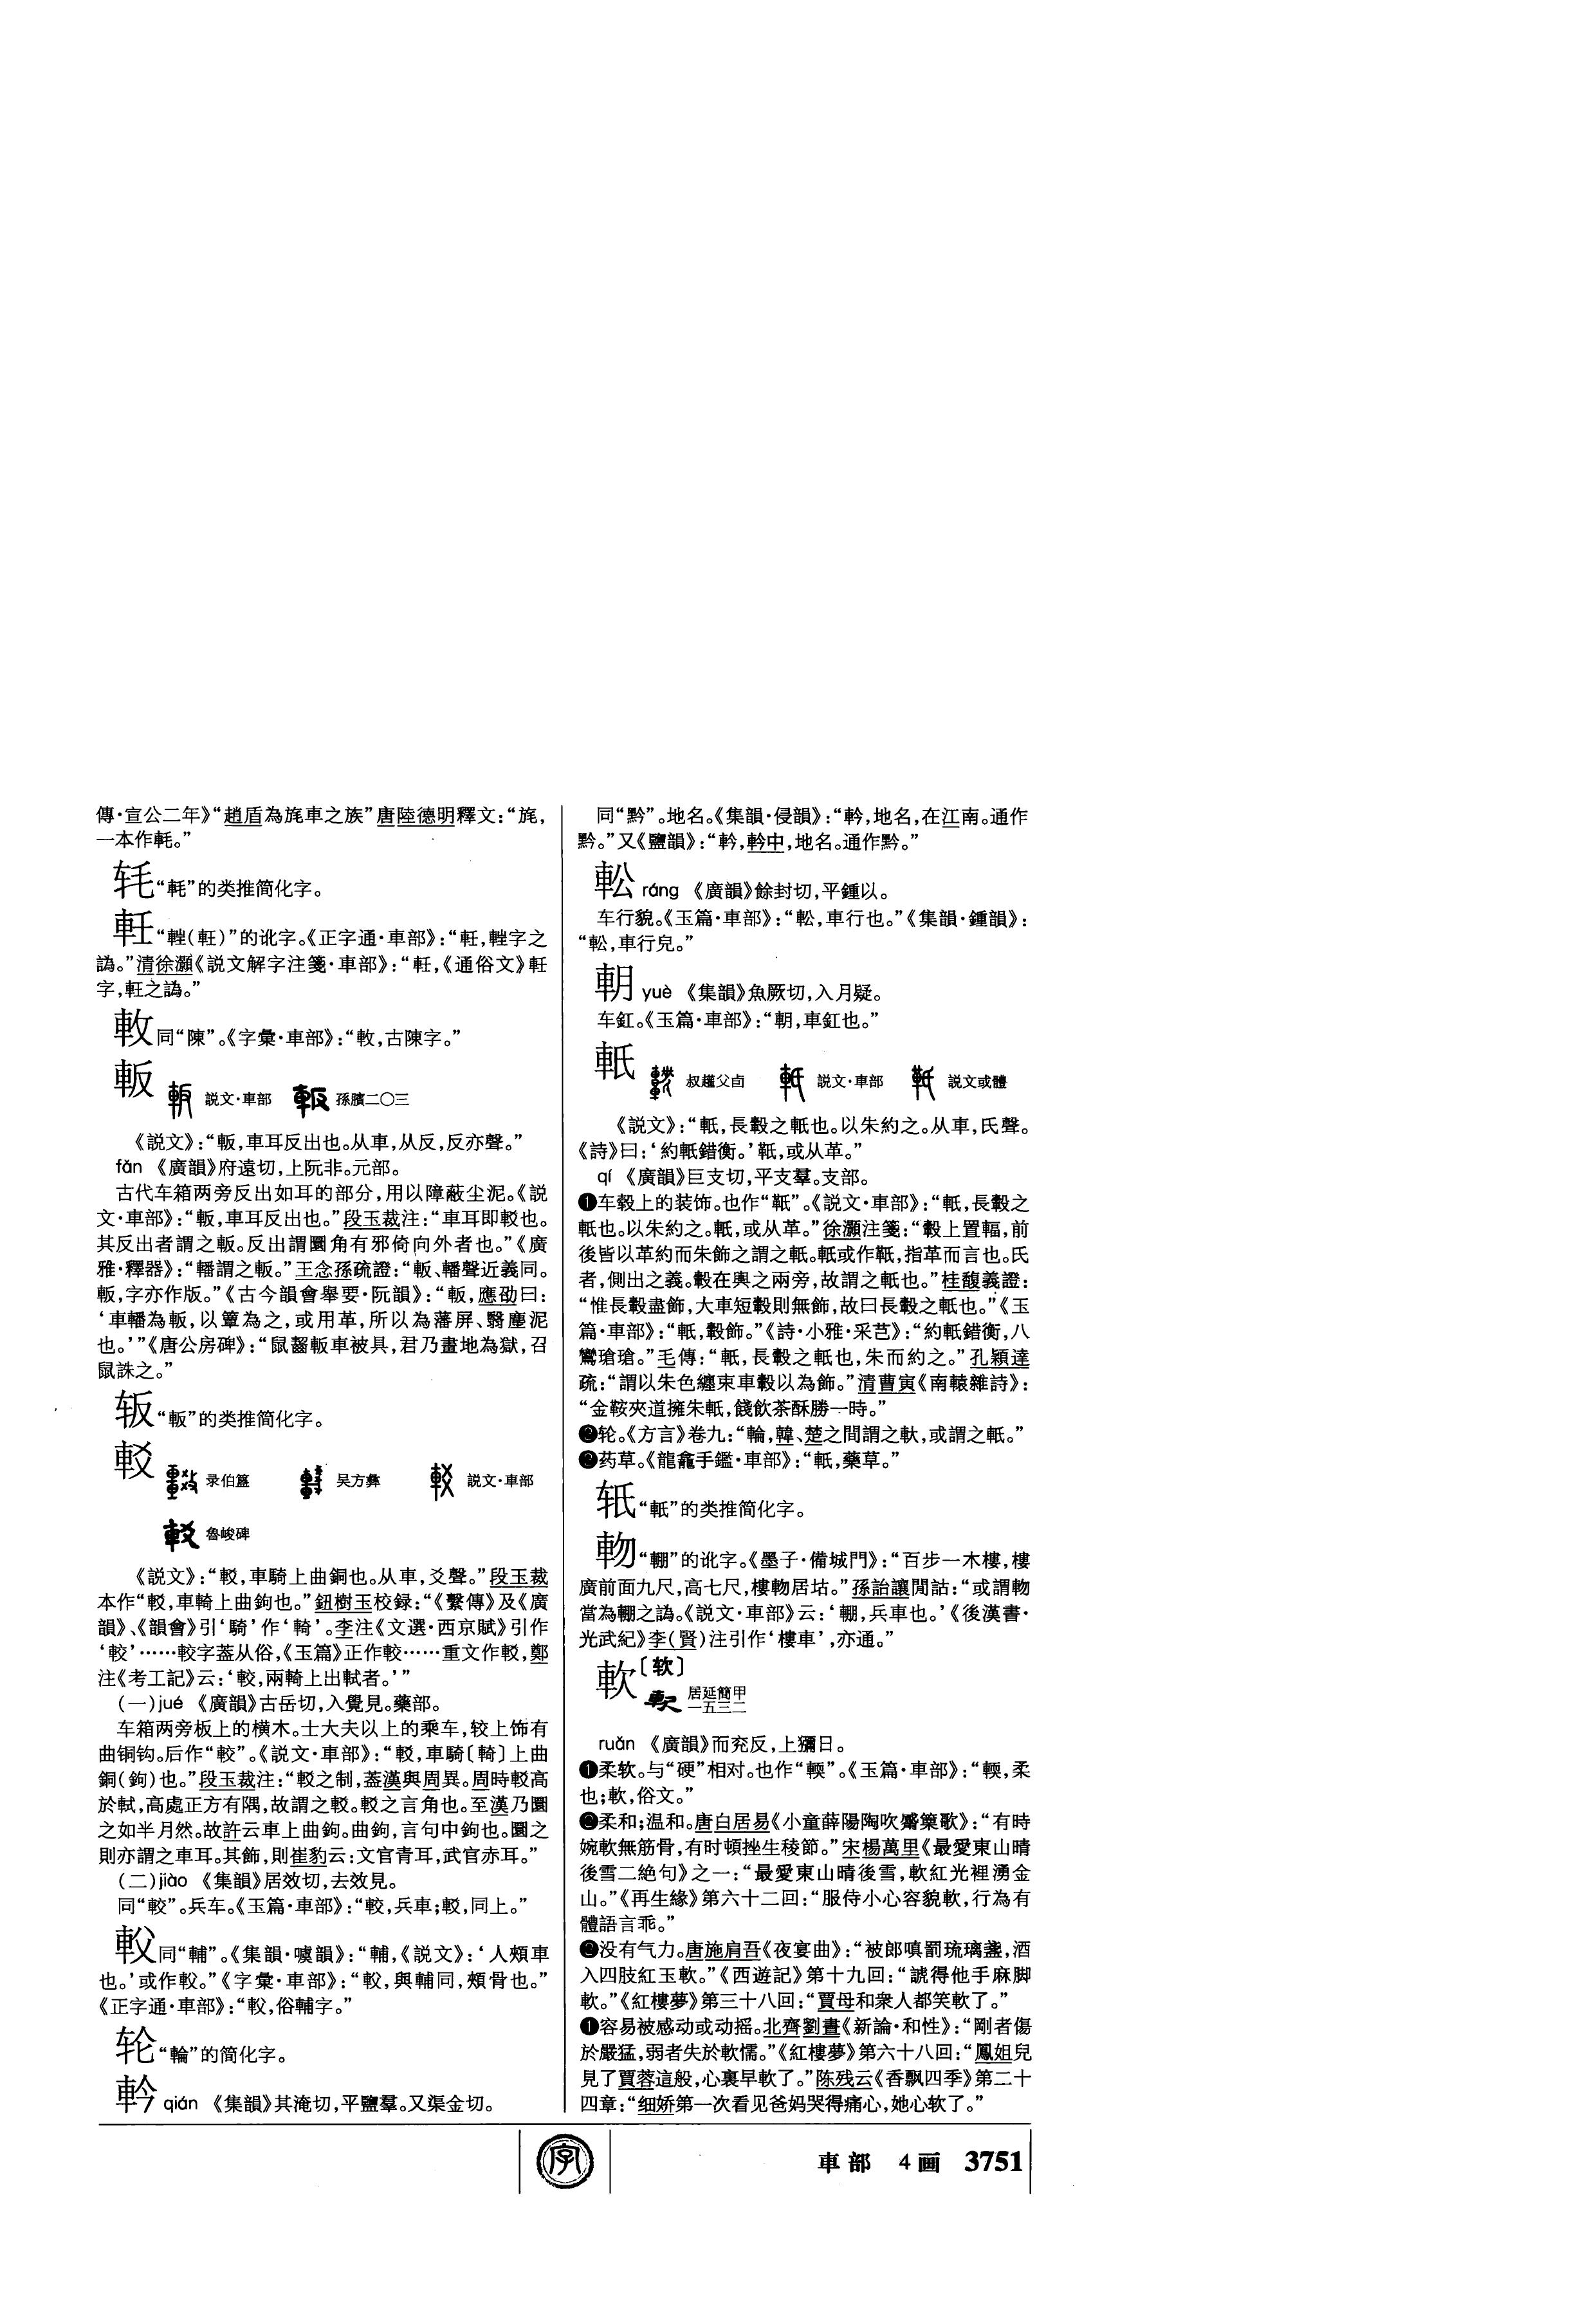 傳·宣公二年》“趙盾為旄車之族”唐陸德明釋文：“旄，
一本作軞。”
𰹱“軞”的类推简化字。
軠（軖）”的讹字。《正字通·車部》：
譌。”清徐灝《説文解字注箋·車部》：《通俗文》
字，軖之譌。”
敶同“陳”。《字彙·車部》：古陳字。”
軬
説文·車部 孫臏二〇三
《説文》：“軓，車耳反出也。从車，从反，反亦聲。”
fǎn 《廣韻》府遠切，上阮非。元部。
古代车箱两旁反出如耳的部分，用以障蔽尘泥。《説
文·車部》：“䡊，車耳反出也。”段玉裁注：“車耳即較也。
其反出者謂之䡊。反出謂圜角有邪倚向外者也。”《廣
雅·釋器》：“轓謂之䡊。”王念孫疏證：“䡊、轓聲近義同。
䡊，字亦作版。”《古今韻會舉要·阮韻》：“䡊，應劭曰：
‘車轓為䡊，以簟為之，或用革，所以為藩屏、翳塵泥
也。’”《唐公房碑》：“鼠齧䡊車被具，君乃畫地為獄，召
鼠誅之。”
“䡊”的类推简化字。
較
录伯簋 吴方彝 説文·車部
魯峻碑
《説文》：“䡈，車騎上曲銅也。从車，爻聲。”段玉裁
本作“䡈，車輢上曲鉤也。”鈕樹玉校録：“《繫傳》及《廣
韻》、《韻會》引‘騎’作‘輢’。李注《文選·西京賦》引作
‘較’……較字葢从俗，《玉篇》正作較……重文作䡈，鄭
注《考工記》云：‘較，兩輢上出軾者。’”
（一）jué 《廣韻》古岳切，入覺見。藥部。
车箱两旁板上的横木。士大夫以上的乘车，较上饰有
曲铜钩。后作“較”。《説文·車部》：“䡈，車騎〔輢〕上曲
銅（鉤）也。”段玉裁注：“䡈之制，葢漢與周異。周時䡈高
於軾，高處正方有隅，故謂之䡈。䡈之言角也。至漢乃圜
之如半月然。故許云車上曲鉤。曲鉤，言句中鉤也。圜之
則亦謂之車耳。其飾，則崔豹云：文官青耳，武官赤耳。”
（二）jiào 《集韻》居效切，去效見。
同“較”。兵车。《玉篇·車部》：“較，兵車；䡈，同上。”
同“輔”。《集韻·噳韻》：“輔，《説文》：‘人頰車
也。’《字彙·車部》：與輔同，頰骨也。”
《正字通·車部》：俗輔字。”
轮“輪”的简化字。
軡 qián 《集韻》其淹切，平鹽羣。又渠金切。
同“黔”。地名。《集韻·侵韻》：“軡，地名，在江南。通作
黔。”又《鹽韻》：“軡，軡中，地名。通作黔。”
䡆 ráng 《廣韻》餘封切，平鍾以。
车行貌。《玉篇·車部》：“䡆，車行也。”《集韻·鍾韻》：
“䡆，車行皃。”
軏 yuè 《集韻》魚厥切，入月疑。
车釭。《玉篇·車部》：車釭也。”
軝
叔趯父卣 説文·車部 説文或體
《説文》：“軝，長轂之軝也。以朱約之。从車，氏聲。
《詩》曰：‘約軝錯衡。’䩚，或从革。”
qí 《廣韻》巨支切，平支羣。支部。
❶车毂上的装饰。也作“䩚”。《説文·車部》：“軝，長轂之
軝也。以朱約之。軝，或从革。”徐灝注箋：“轂上置輻，前
後皆以革約而朱飾之謂之軝。軝或作䩚，指革而言也。氏
者，側出之義。轂在輿之兩旁，故謂之軝也。”桂馥義證：
“惟長轂盡飾，大車短轂則無飾，故曰長轂之軝也。”《玉
篇·車部》：“軝，轂飾。”《詩·小雅·采芑》：“約軝錯衡，八
鸞瑲瑲。”毛傳：“軝，長轂之軝也，朱而約之。”孔穎達
疏：“謂以朱色纏束車轂以為飾。”清曹寅《南轅雜詩》：
“金鞍夾道擁朱軝，餞飲茶酥勝一時。”
❷轮。《方言》卷九：“輪，韓、楚之間謂之軑，或謂之軝。”
❸药草。《龍龕手鑑·車部》：“軝，藥草。”
“軝”的类推简化字。
“輣”的讹字。《墨子·備城門》：“百步一木樓，樓
廣前面九尺，高七尺，樓䡁居坫。”孫詒讓閒詁：“或謂䡁
當為輣之譌。《説文·車部》云：‘輣，兵車也。’《後漢書·
光武紀》李（賢）注引作‘樓車’，亦通。”
軟〔软〕
居延簡甲
一五三二
ruǎn 《廣韻》而兖反，上獮日。
❶柔软。与“硬”相对。也作“輭”。《玉篇·車部》：“輭，柔
也；軟，俗文。”
❷柔和；温和。唐白居易《小童薛陽陶吹觱篥歌》：“有時
婉軟無筋骨，有时頓挫生稜節。”宋楊萬里《最愛東山晴
後雪二絶句》之一：“最愛東山晴後雪，軟紅光裡湧金
山。”《再生緣》第六十二回：“服侍小心容貌軟，行為有
體語言乖。”
❸没有气力。唐施肩吾《夜宴曲》：“被郎嗔罰琉璃盞，酒
入四肢紅玉軟。”《西遊記》第十九回：“諕得他手麻脚
軟。”《紅樓夢》第三十八回：“賈母和衆人都笑軟了。”
❹容易被感动或动摇。北齊劉晝《新論·和性》：“剛者傷
於嚴猛，弱者失於軟懦。”《紅樓夢》第六十八回：“鳳姐兒
見了賈蓉這般，心裏早軟了。”陈残云《香飘四季》第二十
四章：“细娇第一次看见爸妈哭得痛心，她心软了。”
字
車部 4画 3751